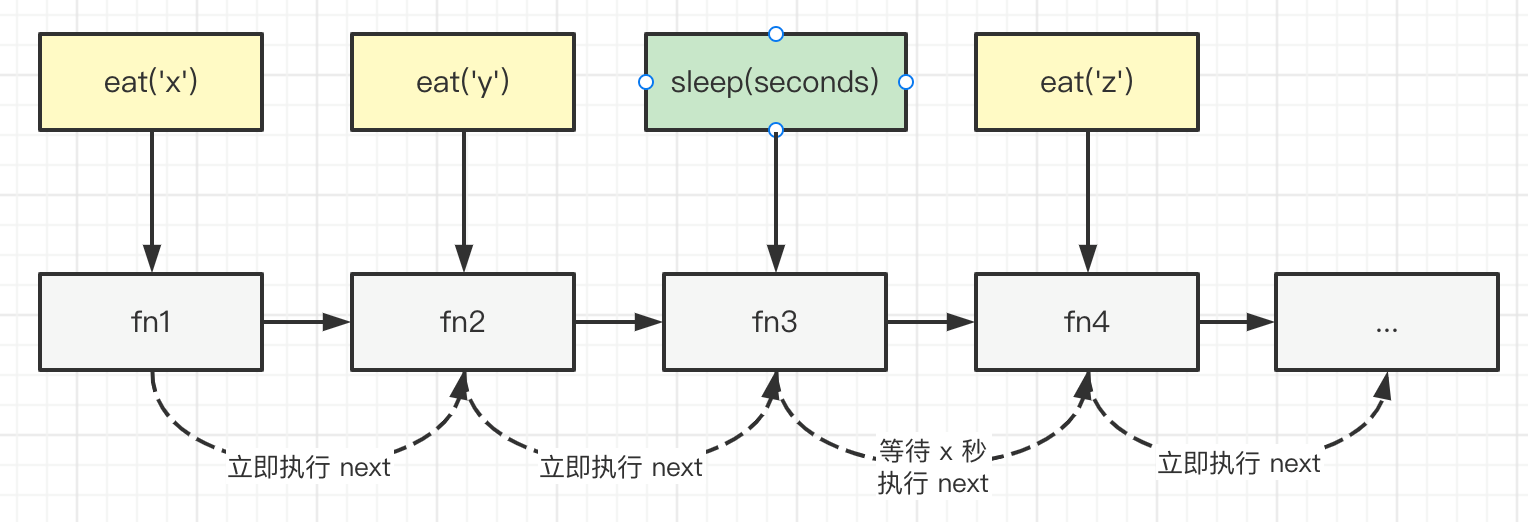 eat('x')
eat('y')
sleep(seconds)
eat('z')
fn1
fn2
fn3
fn4
...
立即执行 next
立即执行 next
等待 x 秒
执行 next
立即执行 next